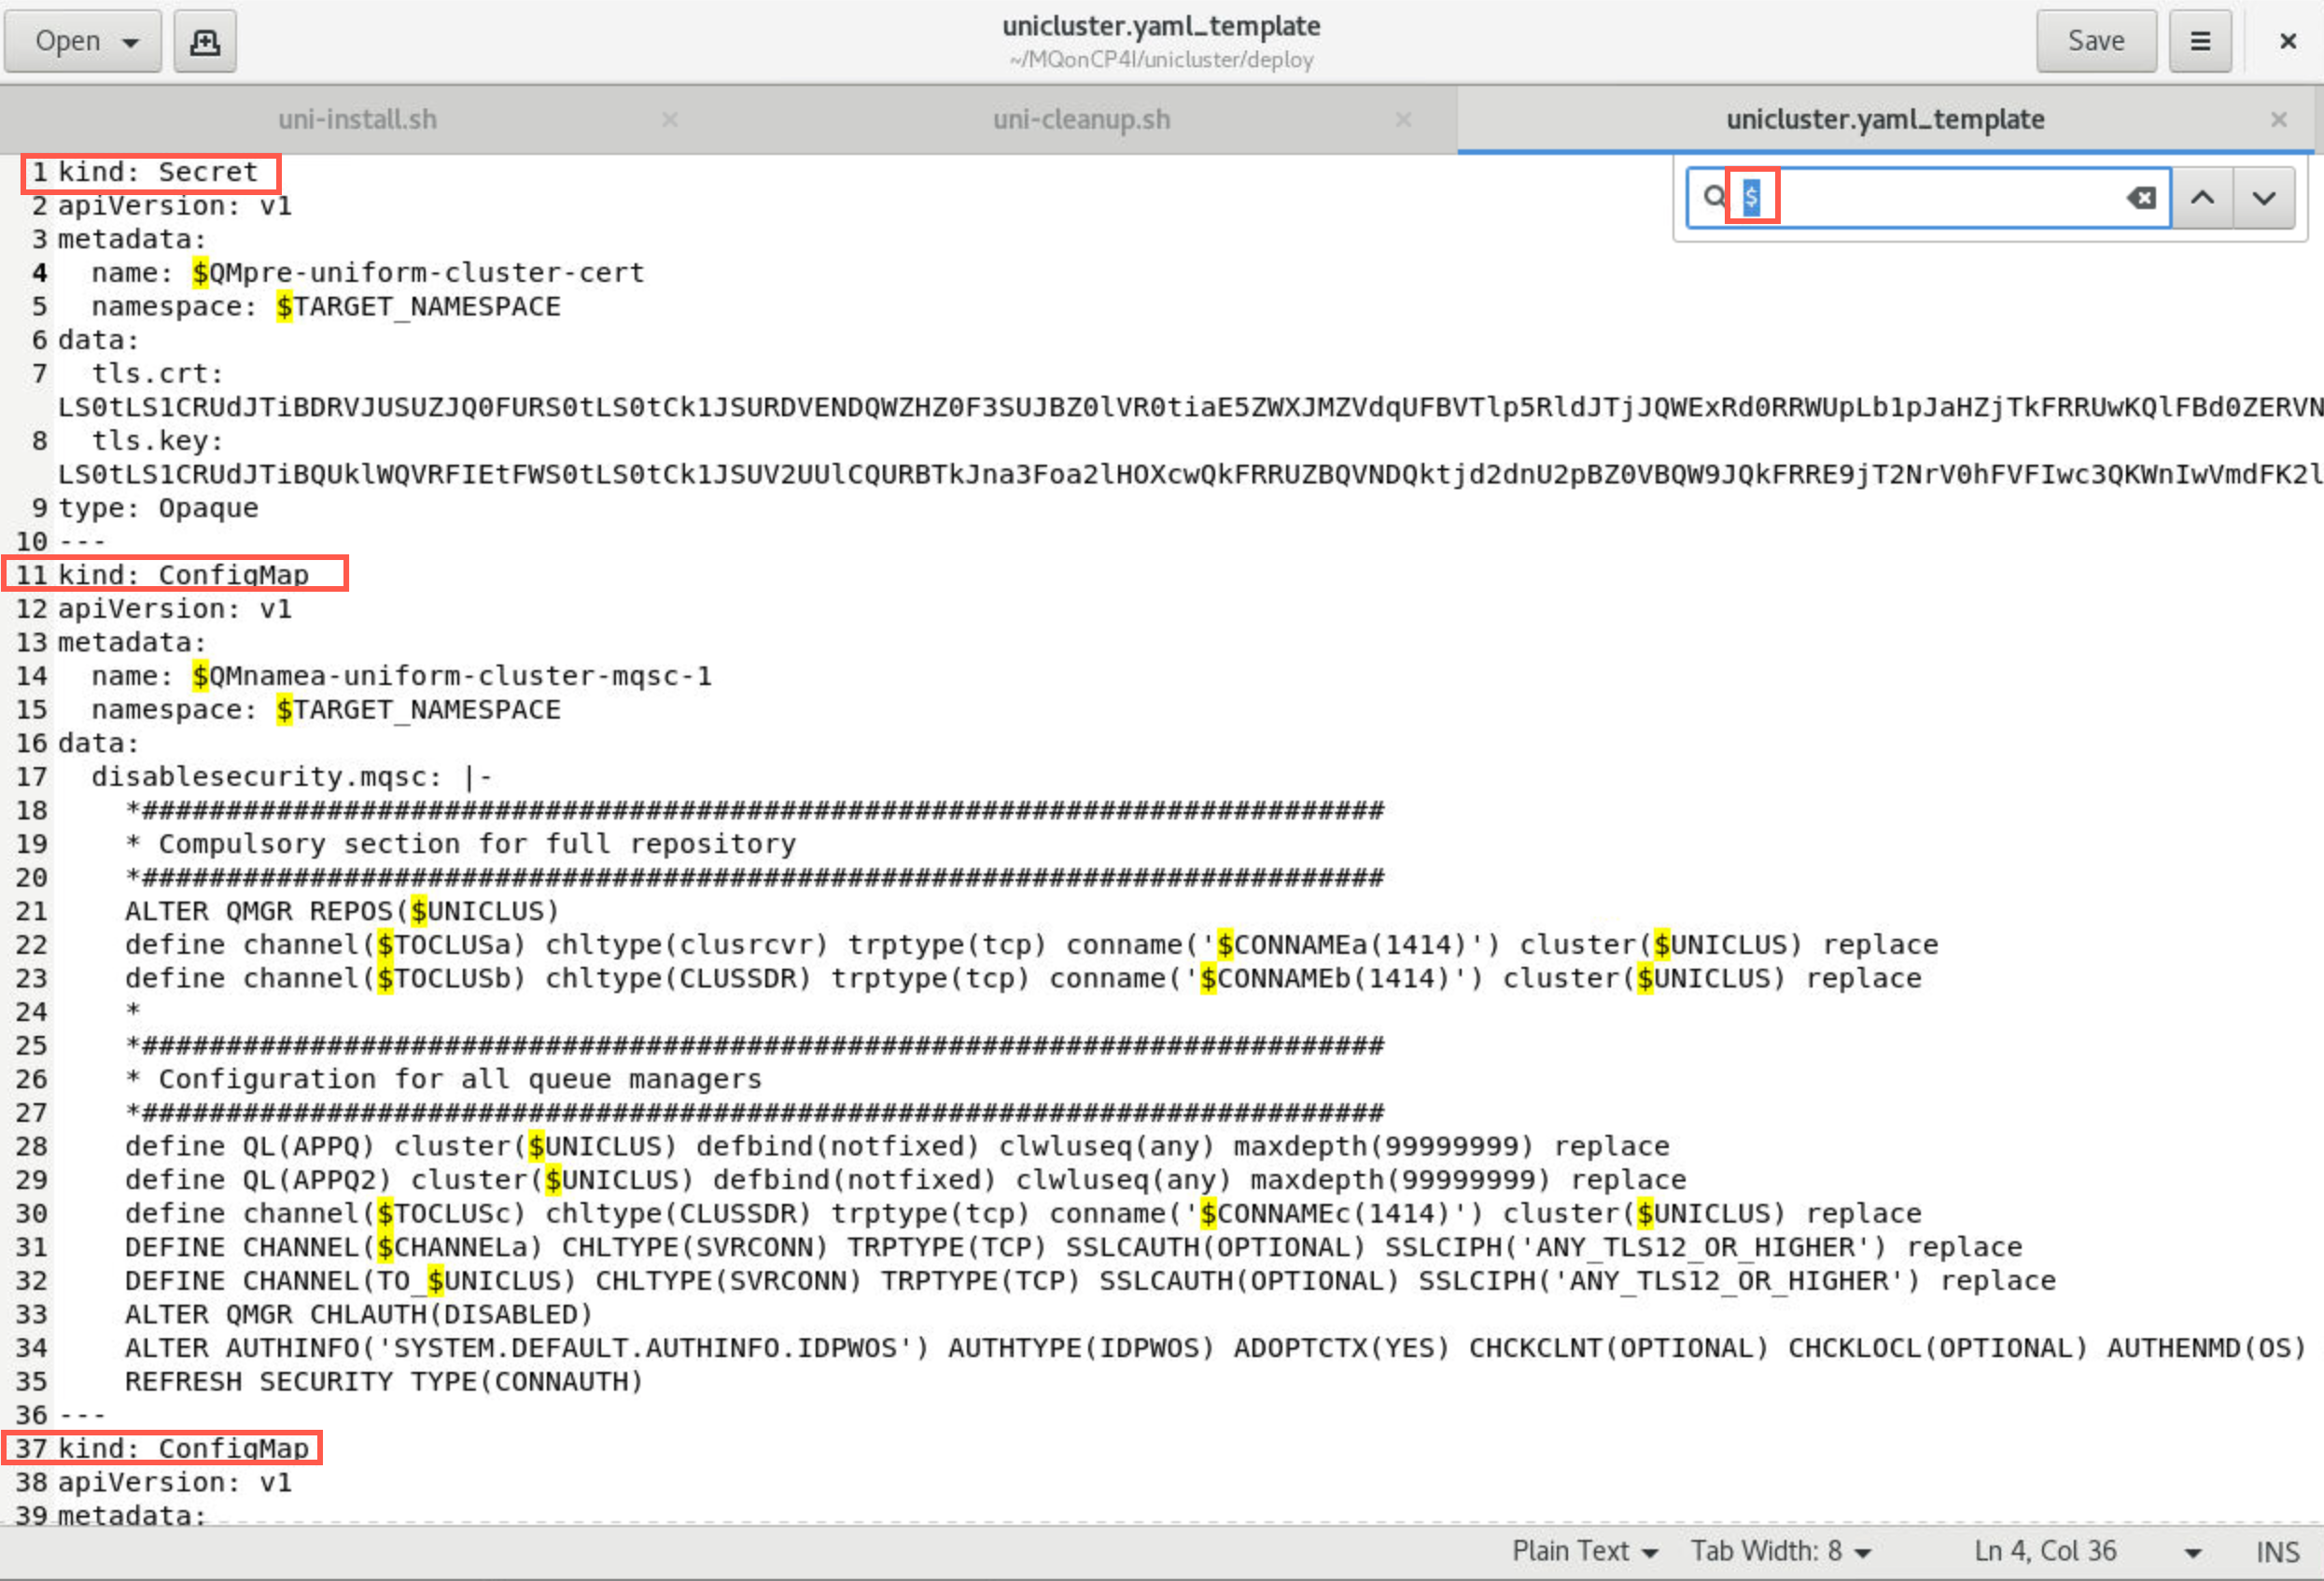 Open
unicluster.yaml_template
~/MQonCP4I/unicluster/deploy
Save
uni-install.sh
uni-cleanup.sh
unicluster.yaml_template
$
1 kind: Secret
2 apiVersion: v1
3 metadata:
4   name: $QMpre-uniform-cluster-cert
5   namespace: $TARGET_NAMESPACE
6 data:
7   tls.crt:
LS0tLS1CRUdJTiBDRVJUSUZJQ0FURS0tLS0tCk1JSURDVENDQWZHZ0F3SUJBZ0lVR0tiaE5ZWXJMZVdqUFBVTlp5RldJTjJQWExRd0RRWUpLb1pJaHZjTkFRRUwKQlFBd0ZERVN
8   tls.key:
LS0tLS1CRUdJTiBQUklWQVRFIEtFWS0tLS0tCk1JSUV2UUlCQURBTkJna3Foa2lHOXcwQkFRRUZBQVNDQktjd2dnU2pBZ0VBQW9JQkFRRE9jT2NrV0hFVFIwc3QKWnIwVmdFK2l
9 type: Opaque
10 ---
11 kind: ConfigMap
12 apiVersion: v1
13 metadata:
14   name: $QMnamea-uniform-cluster-mqsc-1
15   namespace: $TARGET_NAMESPACE
16 data:
17   disablesecurity.mqsc: |-
18     *##########################################################################
19     * Compulsory section for full repository
20     *##########################################################################
21     ALTER QMGR REPOS($UNICLUS)
22     define channel($TOCLUSa) chltype(clusrcvr) trptype(tcp) conname('$CONNAMEa(1414)') cluster($UNICLUS) replace
23     define channel($TOCLUSb) chltype(CLUSSDR) trptype(tcp) conname('$CONNAMEb(1414)') cluster($UNICLUS) replace
24     *
25     *##########################################################################
26     * Configuration for all queue managers
27     *##########################################################################
28     define QL(APPQ) cluster($UNICLUS) defbind(notfixed) clwluseq(any) maxdepth(99999999) replace
29     define QL(APPQ2) cluster($UNICLUS) defbind(notfixed) clwluseq(any) maxdepth(99999999) replace
30     define channel($TOCLUSc) chltype(CLUSSDR) trptype(tcp) conname('$CONNAMEc(1414)') cluster($UNICLUS) replace
31     DEFINE CHANNEL($CHANNELa) CHLTYPE(SVRCONN) TRPTYPE(TCP) SSLCAUTH(OPTIONAL) SSLCIPH('ANY_TLS12_OR_HIGHER') replace
32     DEFINE CHANNEL(TO_$UNICLUS) CHLTYPE(SVRCONN) TRPTYPE(TCP) SSLCAUTH(OPTIONAL) SSLCIPH('ANY_TLS12_OR_HIGHER') replace
33     ALTER QMGR CHLAUTH(DISABLED)
34     ALTER AUTHINFO('SYSTEM.DEFAULT.AUTHINFO.IDPWOS') AUTHTYPE(IDPWOS) ADOPTCTX(YES) CHCKCLNT(OPTIONAL) CHCKLOCL(OPTIONAL) AUTHENMD(OS)
35     REFRESH SECURITY TYPE(CONNAUTH)
36 ---
37 kind: ConfigMap
38 apiVersion: v1
39 metadata:
Plain Text
Tab Width: 8
Ln 4, Col 36
INS